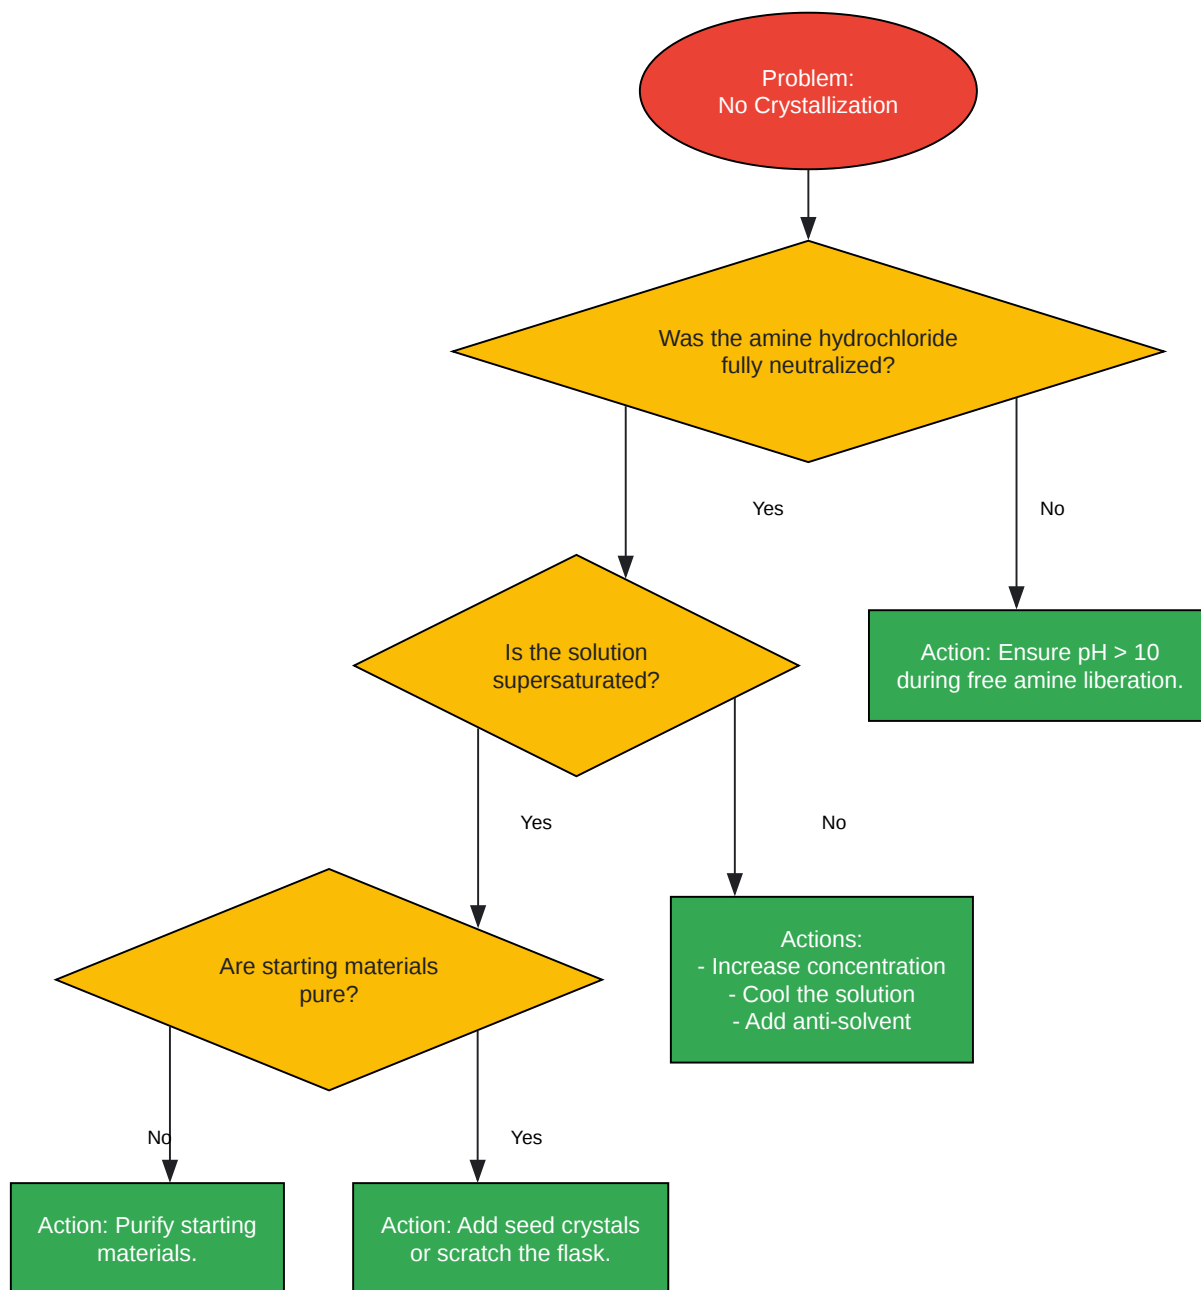 Problem:
No Crystallization
Was the amine hydrochloride
fully neutralized?
Yes
No
Is the solution
supersaturated?
Action: Ensure pH > 10
during free amine liberation.
Yes
No
Are starting materials
pure?
Actions:
- Increase concentration
- Cool the solution
- Add anti-solvent
No
Yes
Action: Purify starting
materials.
Action: Add seed crystals
or scratch the flask.